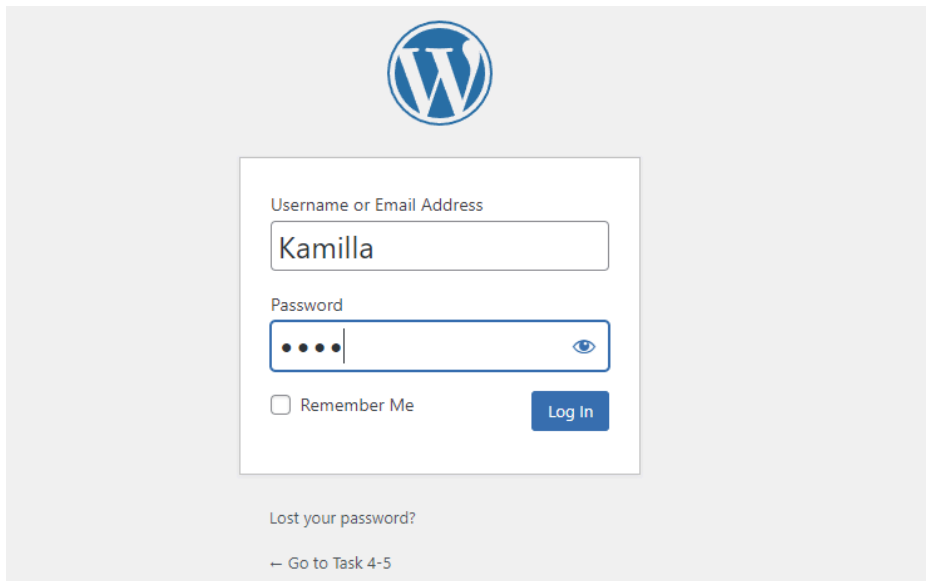 Username or Email Address
Kamilla
Password
••••
Remember Me
Log In
Lost your password?
← Go to Task 4-5